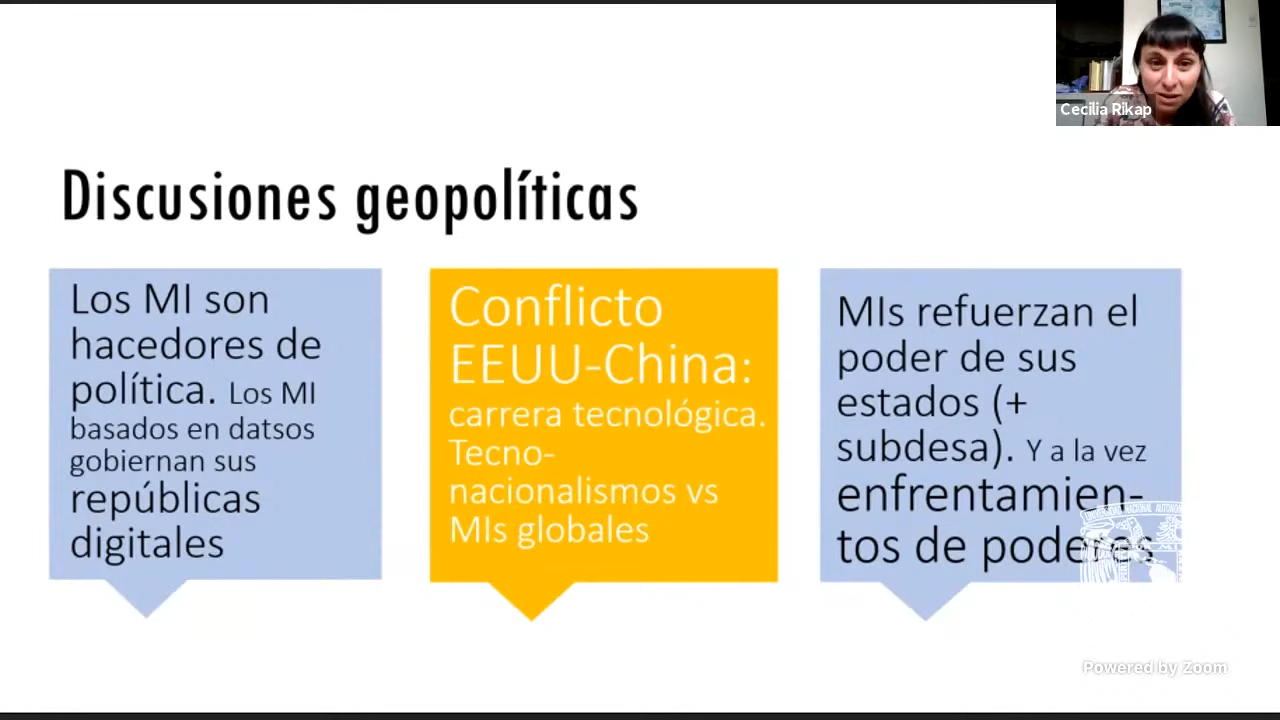 Cecilia Rikap
Discusiones geopolíticas
Los MI son
hacedores de
política. Los MI
basados en datsos
gobiernan sus
repúblicas
digitales
Conflicto
EEUU-China:
carrera tecnológica.
Tecno-
nacionalismos vs
MIs globales
MIs refuerzan el
poder de sus
estados (+
subdesa). Y a la vez
enfrentamien-
tos de poderes
Powered by Zoom